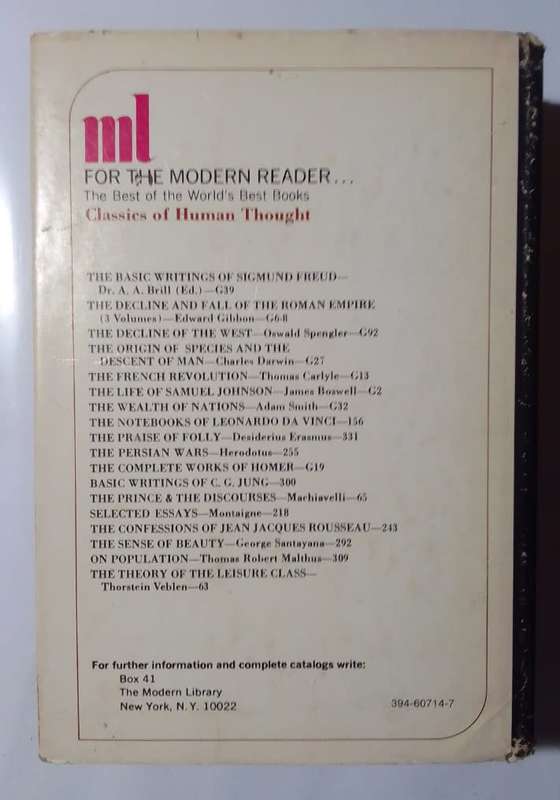 ml
FOR THE MODERN READER...
The Best of the World's Best Books
Classics of Human Thought
THE BASIC WRITINGS OF SIGMUND FREUD—
Dr. A. A. Brill (Ed.)—G39
THE DECLINE AND FALL OF THE ROMAN EMPIRE
(3 Volumes)—Edward Gibbon—G6-8
THE DECLINE OF THE WEST—Oswald Spengler—G92
THE ORIGIN OF SPECIES AND THE
DESCENT OF MAN—Charles Darwin—G27
THE FRENCH REVOLUTION—Thomas Carlyle—G13
THE LIFE OF SAMUEL JOHNSON—James Boswell—G2
THE WEALTH OF NATIONS—Adam Smith—G32
THE NOTEBOOKS OF LEONARDO DA VINCI—156
THE PRAISE OF FOLLY—Desiderius Erasmus—331
THE PERSIAN WARS—Herodotus—255
THE COMPLETE WORKS OF HOMER—G19
BASIC WRITINGS OF C. G. JUNG—300
THE PRINCE & THE DISCOURSES—Machiavelli—65
SELECTED ESSAYS—Montaigne—218
THE CONFESSIONS OF JEAN JACQUES ROUSSEAU—243
THE SENSE OF BEAUTY—George Santayana—292
ON POPULATION—Thomas Robert Malthus—309
THE THEORY OF THE LEISURE CLASS—
Thorstein Veblen—63
For further information and complete catalogs write:
Box 41
The Modern Library
New York, N.Y. 10022
394-60714-7